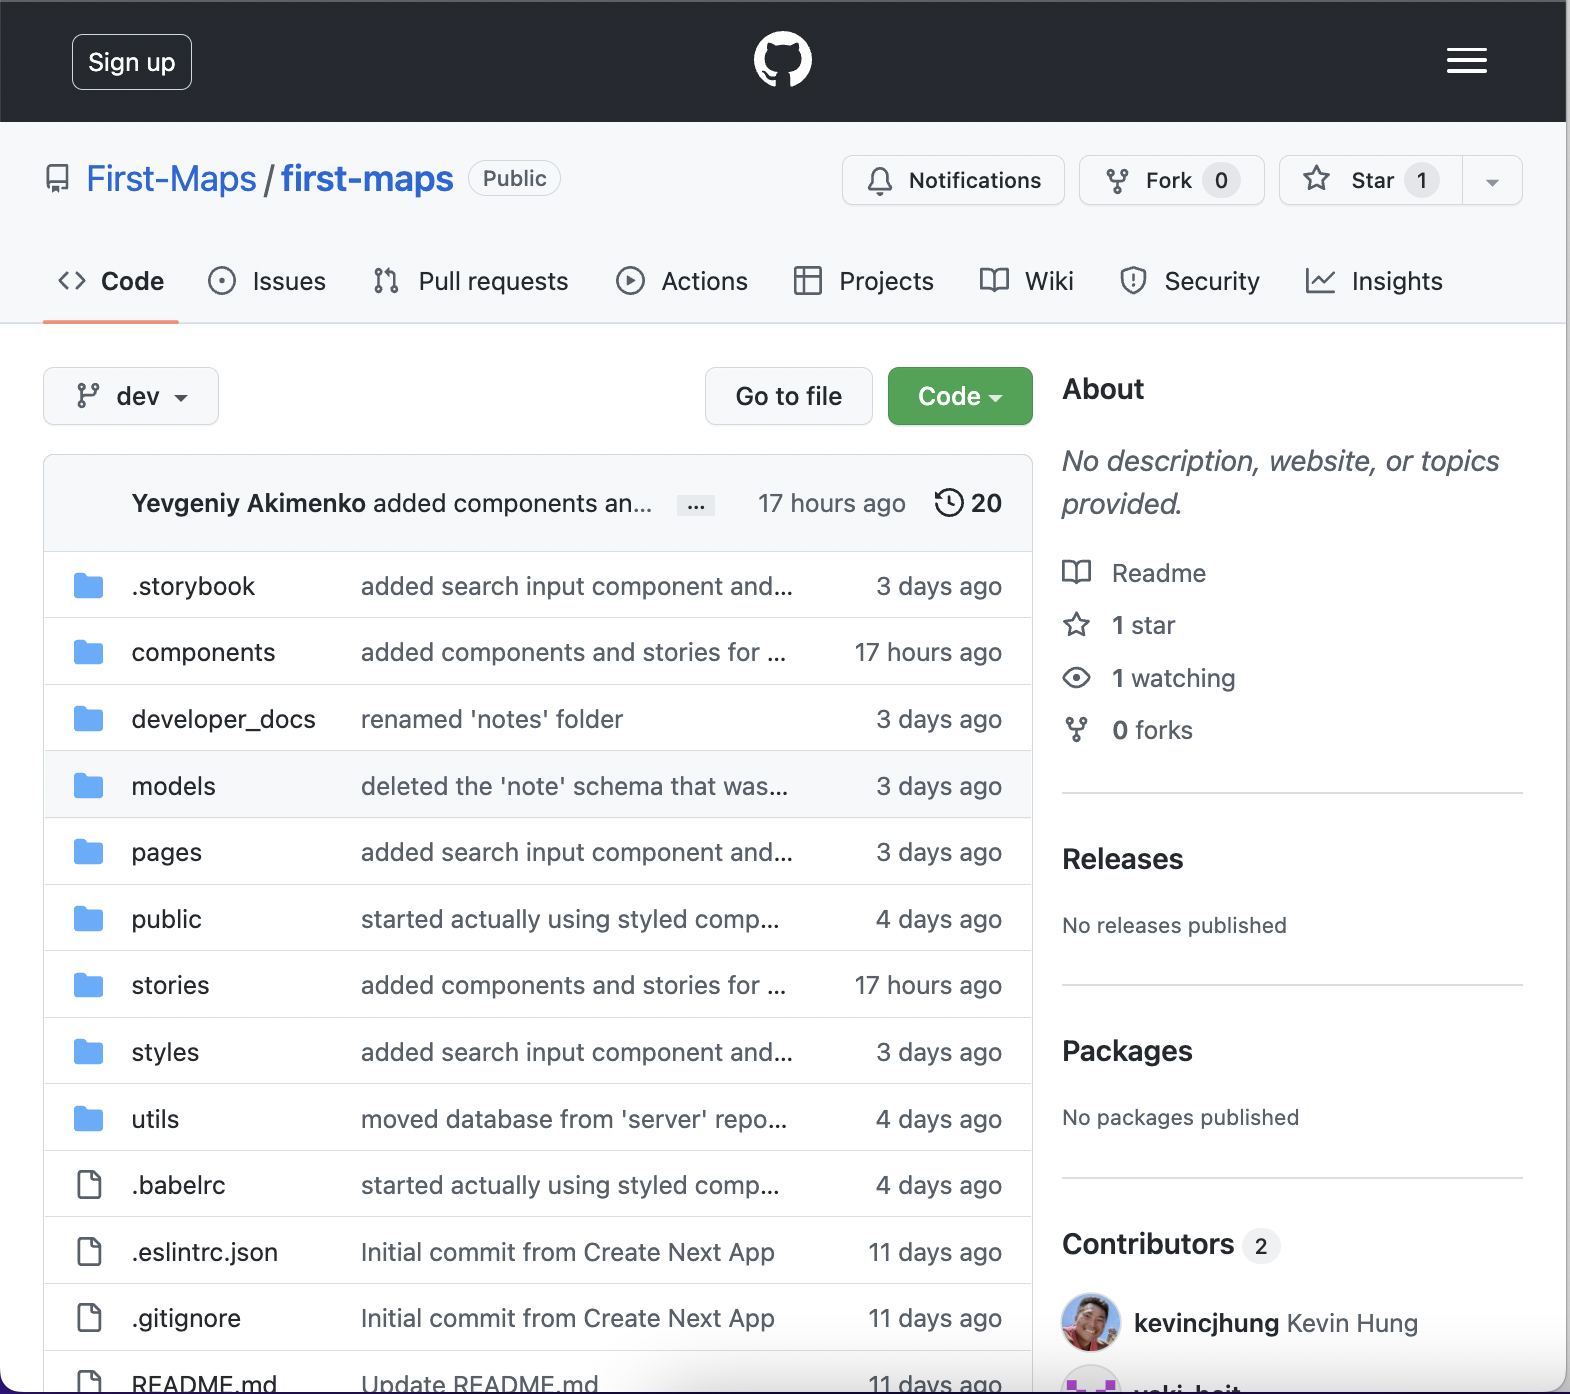 Sign up
First-Maps / first-maps Public
Notifications
Fork 0
Star 1
Code Issues Pull requests Actions Projects Wiki Security Insights
dev
Go to file
Code
Yevgeniy Akimenko added components an... ... 17 hours ago 20
.storybook added search input component and... 3 days ago
components added components and stories for ... 17 hours ago
developer_docs renamed 'notes' folder 3 days ago
models deleted the 'note' schema that was... 3 days ago
pages added search input component and... 3 days ago
public started actually using styled comp... 4 days ago
stories added components and stories for ... 17 hours ago
styles added search input component and... 3 days ago
utils moved database from 'server' repo... 4 days ago
.babelrc started actually using styled comp... 4 days ago
.eslintrc.json Initial commit from Create Next App 11 days ago
.gitignore Initial commit from Create Next App 11 days ago
README.md Update README.md 11 days ago
About
No description, website, or topics
provided.
Readme
1 star
1 watching
0 forks
Releases
No releases published
Packages
No packages published
Contributors 2
kevincjhung Kevin Hung